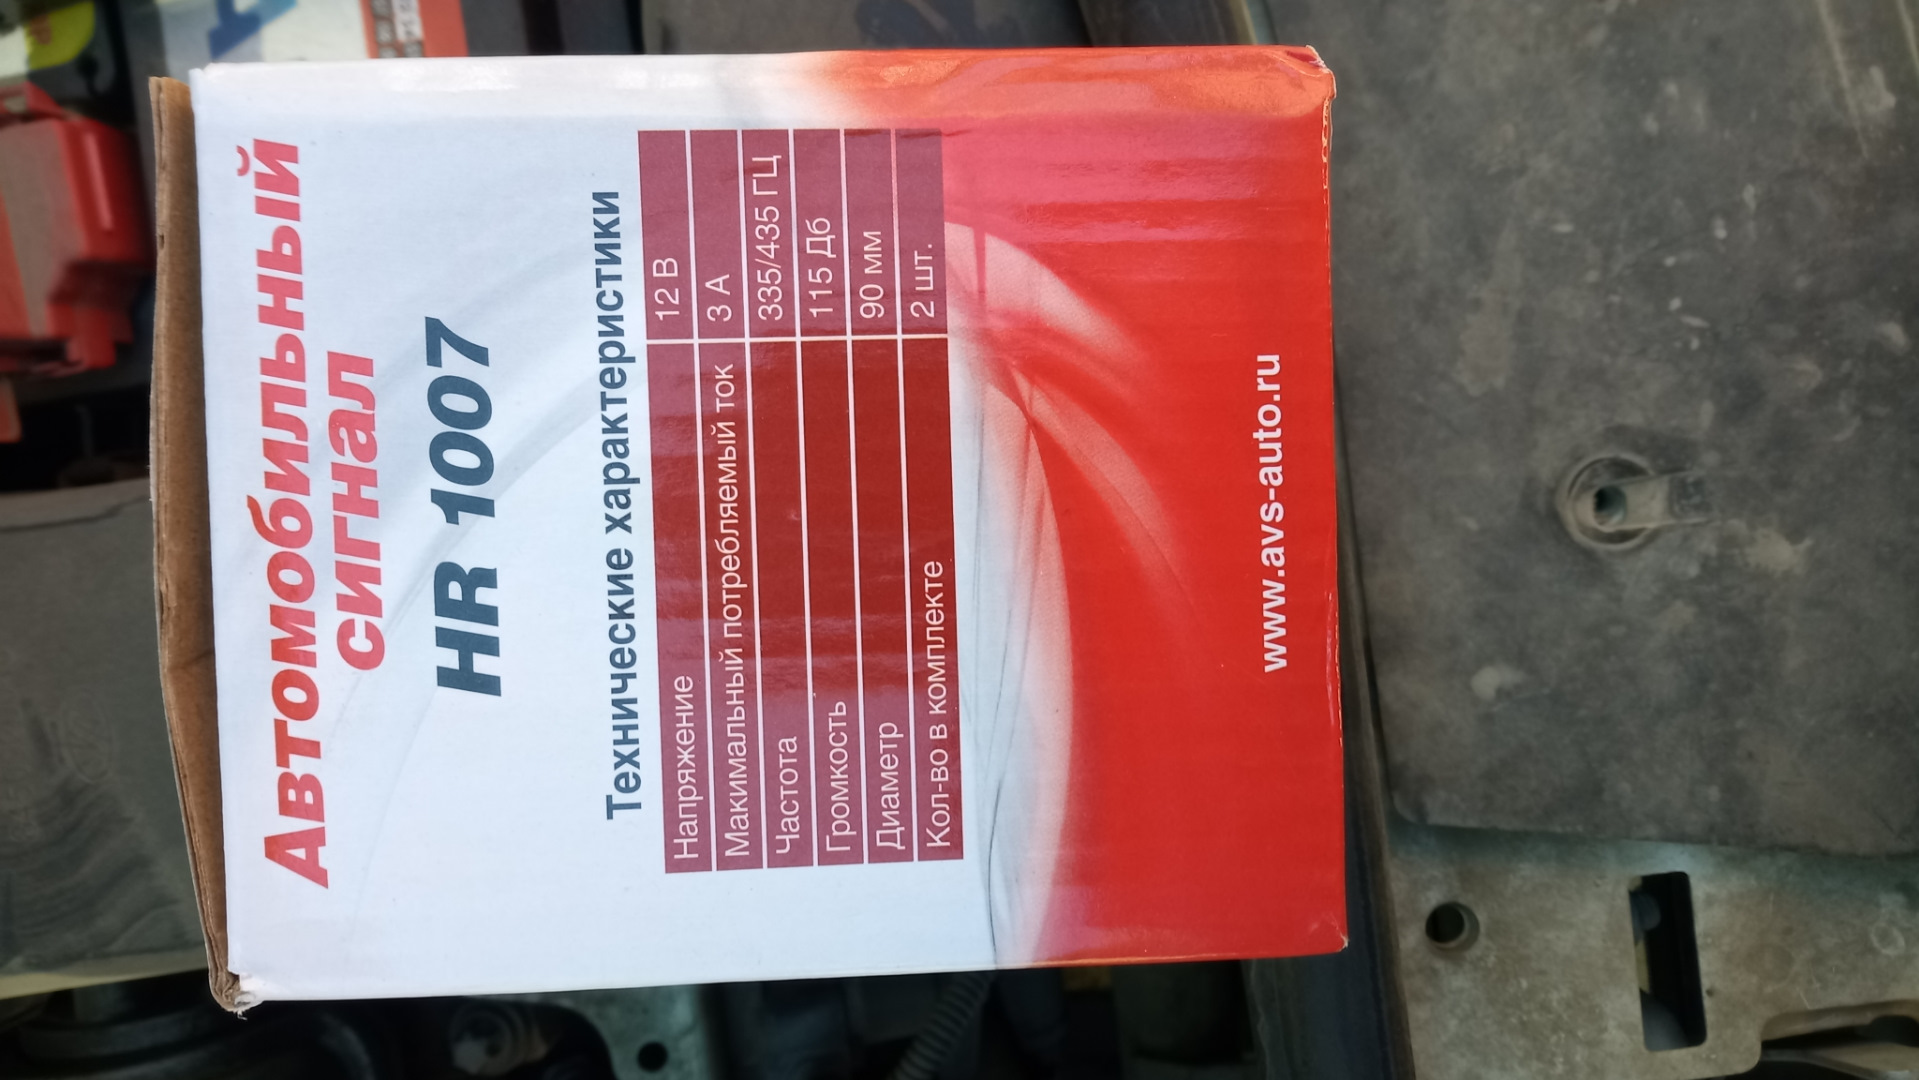 Автомобильный
сигнал
HR 1007
Технические характеристики
Напряжение 12 В
Макимальный потребляемый ток 3 А
Частота 335/435 ГЦ
Громкость 115 Дб
Диаметр 90 мм
Кол-во в комплекте 2 шт.
www.avs-auto.ru